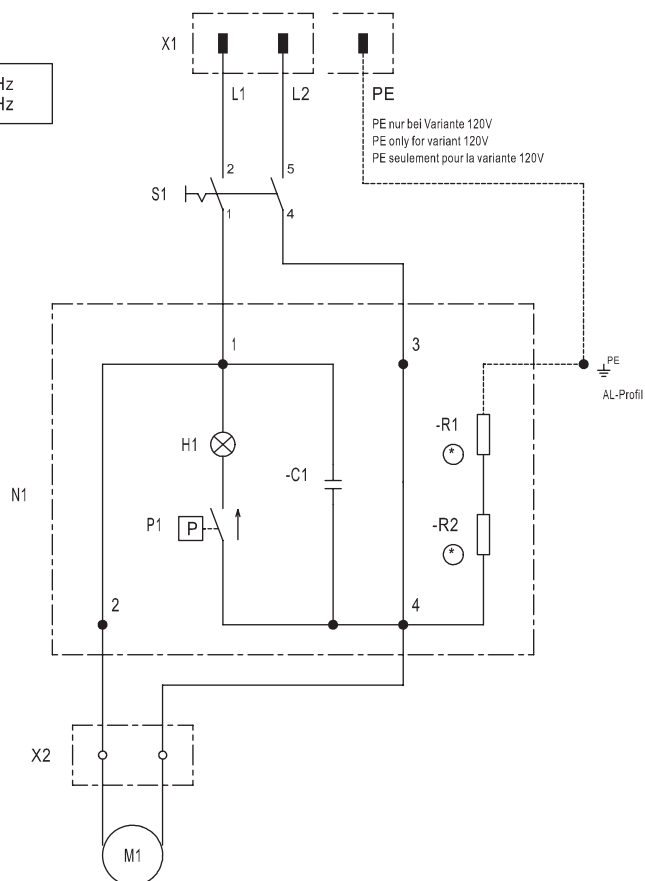 X1
Hz
Hz
L1
L2
PE
PE nur bei Variante 120V
PE only for variant 120V
PE seulement pour la variante 120V
2
5
S1
1
4
1
3
PE
AL-Profil
-R1
*
H1
-C1
N1
P1
P
-R2
*
2
4
X2
M1